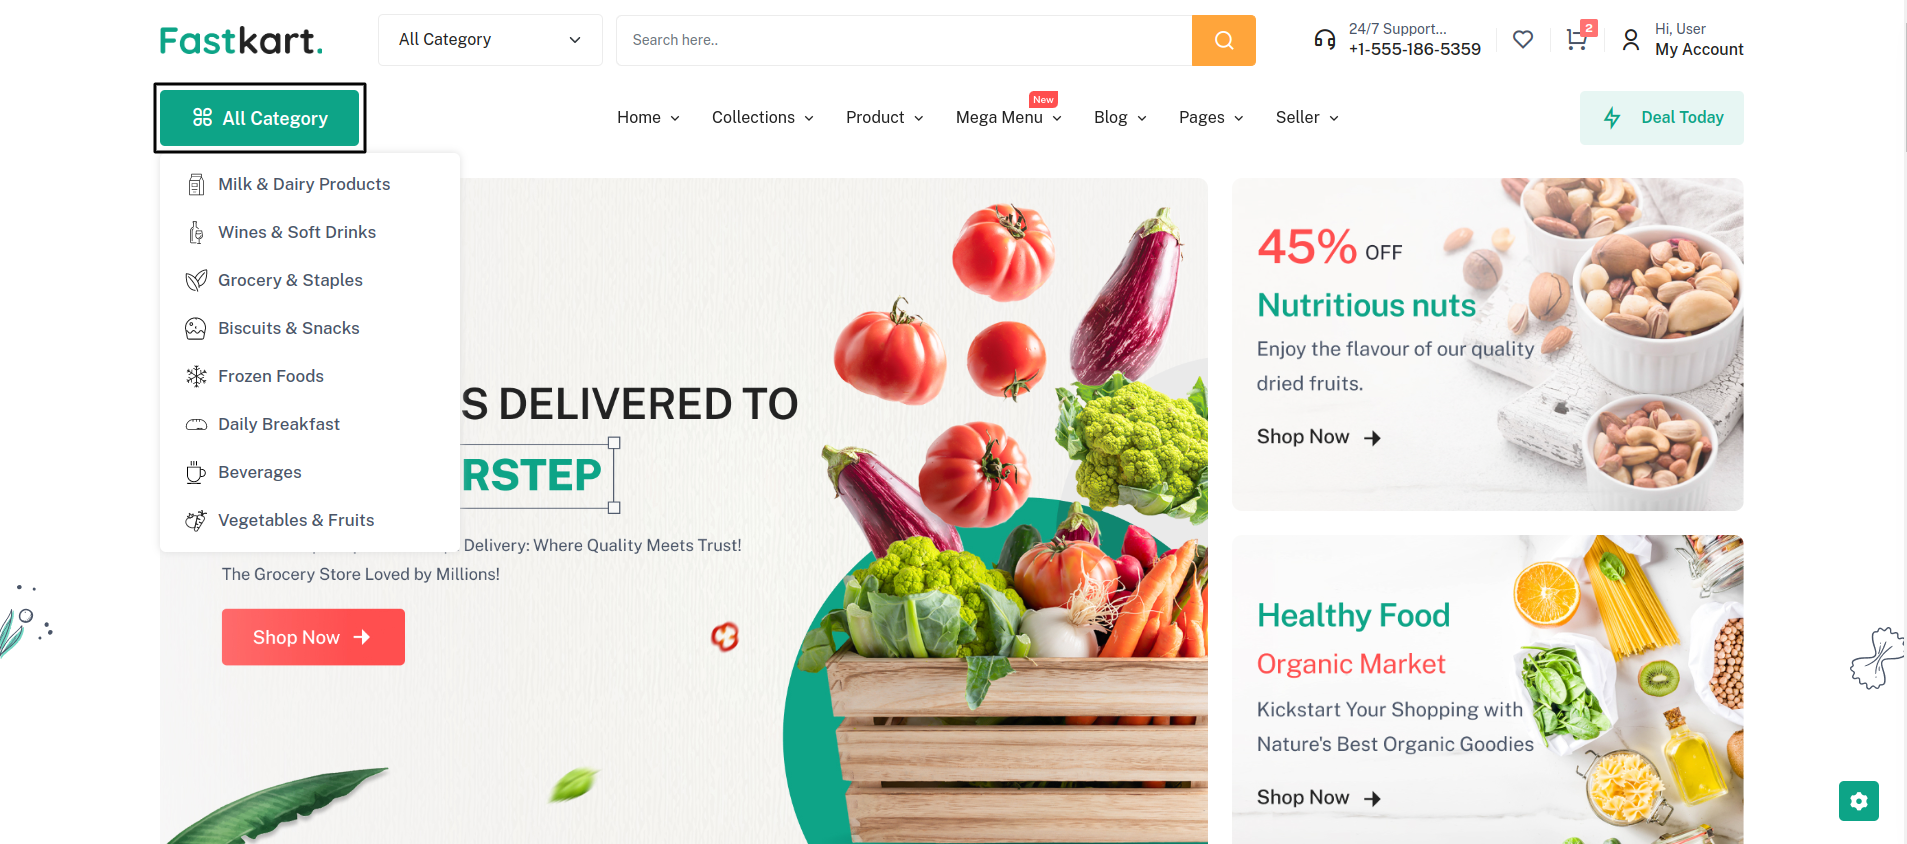 Fastkart.
All Category
Search here..
24/7 Support...
+1-555-186-5359
2
Hi, User
My Account
All Category
Home
Collections
Product
Mega Menu
New
Blog
Pages
Seller
Deal Today
Milk & Dairy Products
Wines & Soft Drinks
Grocery & Staples
Biscuits & Snacks
Frozen Foods
Daily Breakfast
Beverages
Vegetables & Fruits
S DELIVERED TO
RSTEP
Delivery: Where Quality Meets Trust!
The Grocery Store Loved by Millions!
Shop Now
45% OFF
Nutritious nuts
Enjoy the flavour of our quality
dried fruits.
Shop Now
Healthy Food
Organic Market
Kickstart Your Shopping with
Nature's Best Organic Goodies
Shop Now